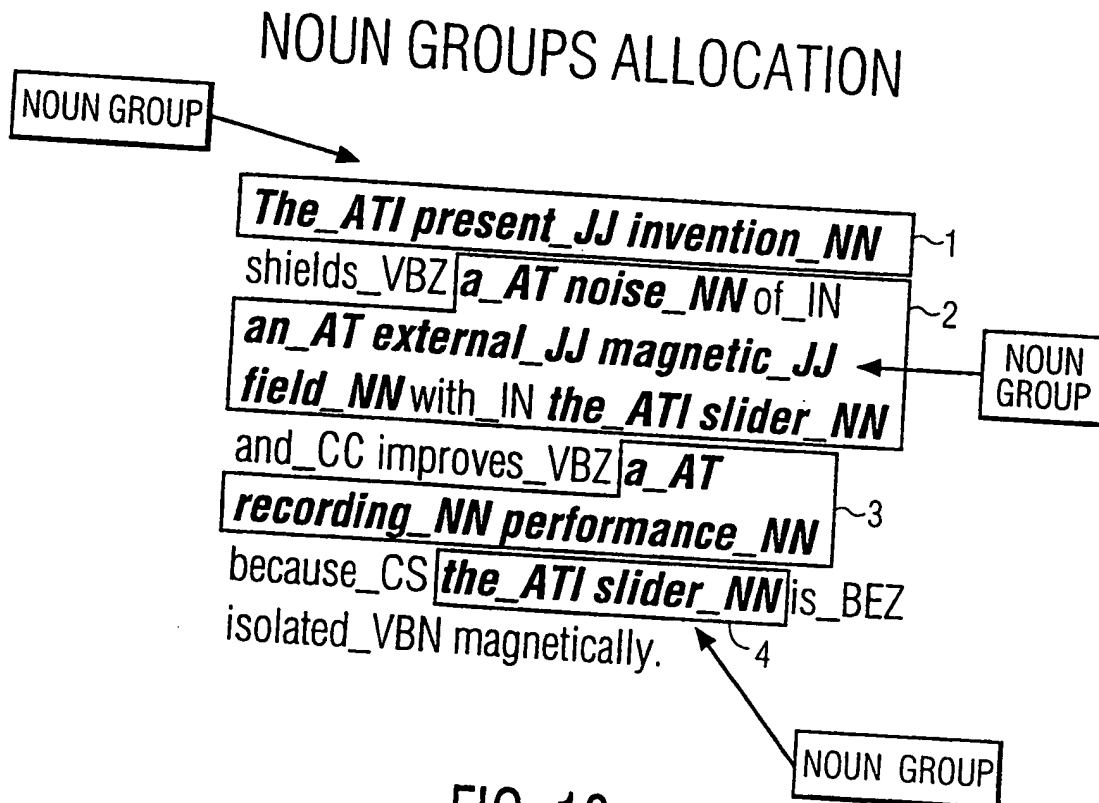 NOUN GROUPS ALLOCATION
NOUN GROUP
The_ATI present_JJ invention_NN ~1
shields_VBZ a_AT noise_NN of_IN
2
an_AT external_JJ magnetic_JJ
NOUN
GROUP
field_NN with_IN the_ATI slider_NN
and_CC improves_VBZ a_AT
recording_NN performance_NN ~3
because_CS the_ATI slider_NN is_BEZ
isolated_VBN magnetically. 4
NOUN GROUP